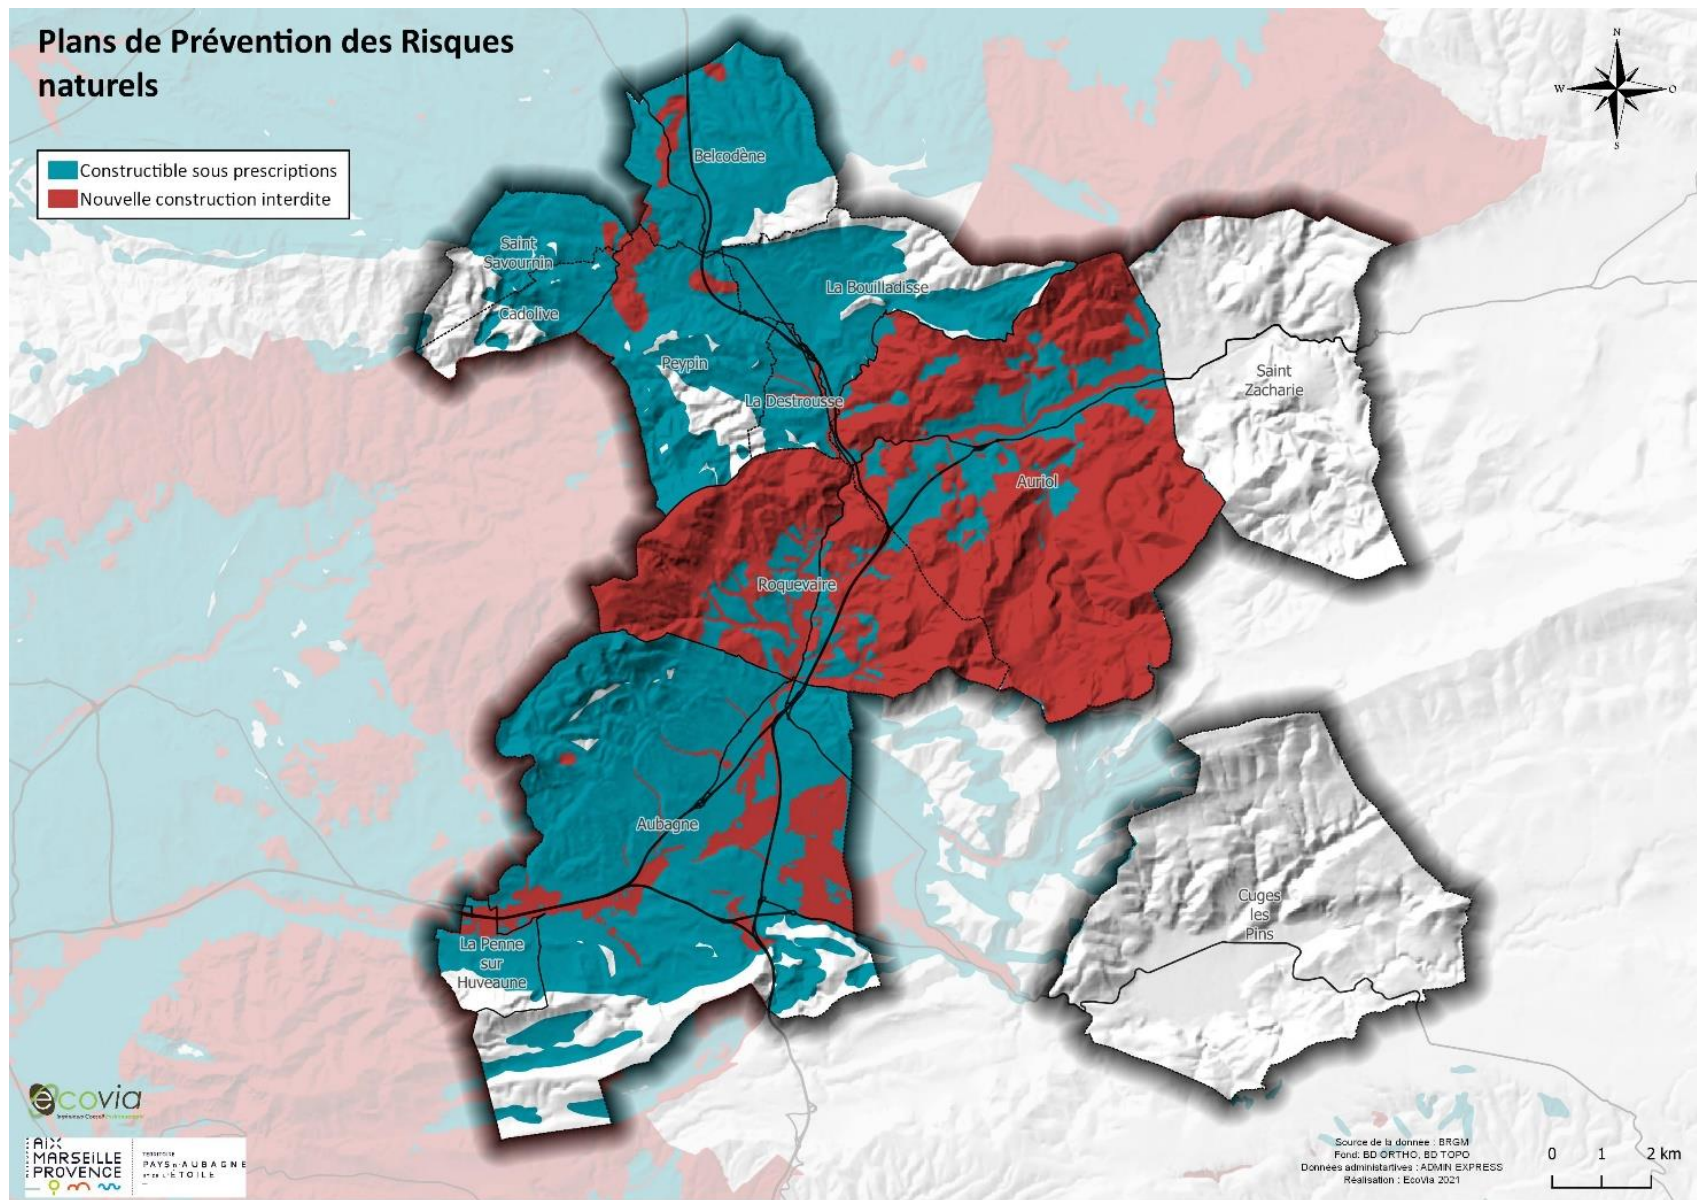 Plans de Prévention des Risques
naturels
Constructible sous prescriptions
Nouvelle construction interdite
N
W
O
S
Belcodène
Saint
Savournin
Cadolive
La Bouilladisse
Peypin
La Destrousse
Saint
Zacharie
Auriol
Roquevaire
Aubagne
Cuges
les
Pins
La Penne
sur
Huveaune
ecovia
AIX
MARSEILLE
PROVENCE
TERRITOIRE
PAYS D'AUBAGNE
ET DE L'ÉTOILE
Source de la donnée : BRGM
Fond: BD ORTHO, BD TOPO
Données administartives : ADMIN EXPRESS
Réalisation : EcoVia 2021
0 1 2 km